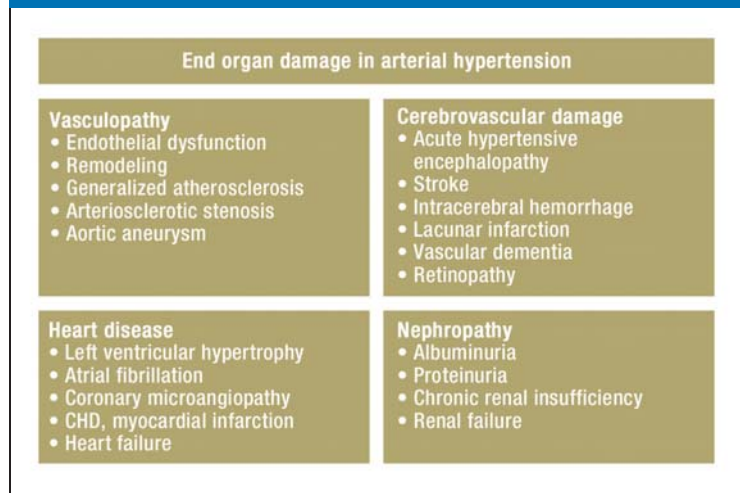 End organ damage in arterial hypertension
Vasculopathy
• Endothelial dysfunction
• Remodeling
• Generalized atherosclerosis
• Arteriosclerotic stenosis
• Aortic aneurysm
Cerebrovascular damage
• Acute hypertensive
encephalopathy
• Stroke
• Intracerebral hemorrhage
• Lacunar infarction
• Vascular dementia
• Retinopathy
Heart disease
• Left ventricular hypertrophy
• Atrial fibrillation
• Coronary microangiopathy
• CHD, myocardial infarction
• Heart failure
Nephropathy
• Albuminuria
• Proteinuria
• Chronic renal insufficiency
• Renal failure